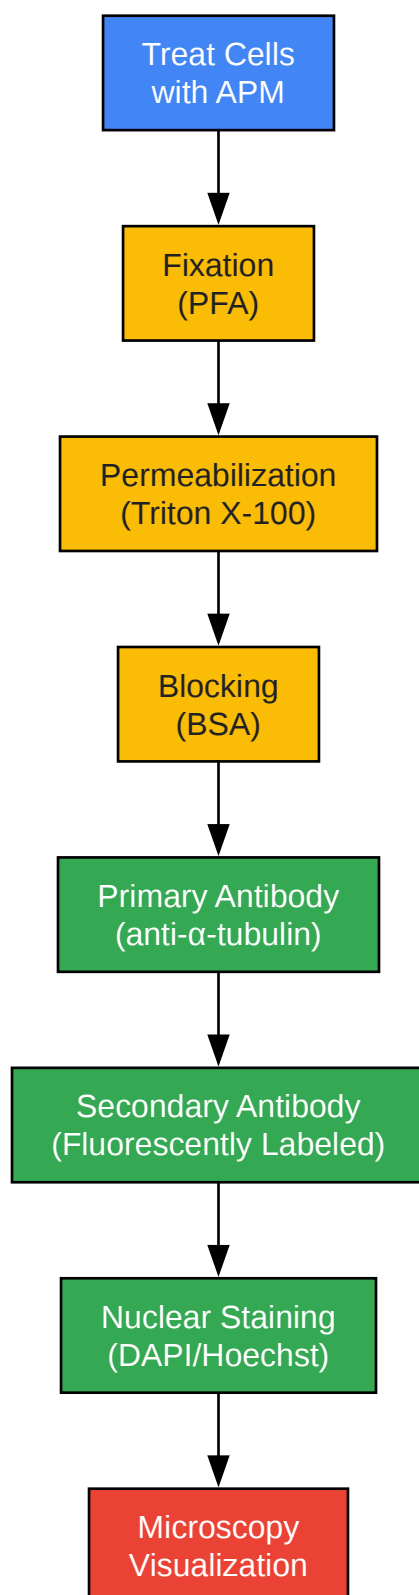 Treat Cells
with APM
Fixation
(PFA)
Permeabilization
(Triton X-100)
Blocking
(BSA)
Primary Antibody
(anti-α-tubulin)
Secondary Antibody
(Fluorescently Labeled)
Nuclear Staining
(DAPI/Hoechst)
Microscopy
Visualization